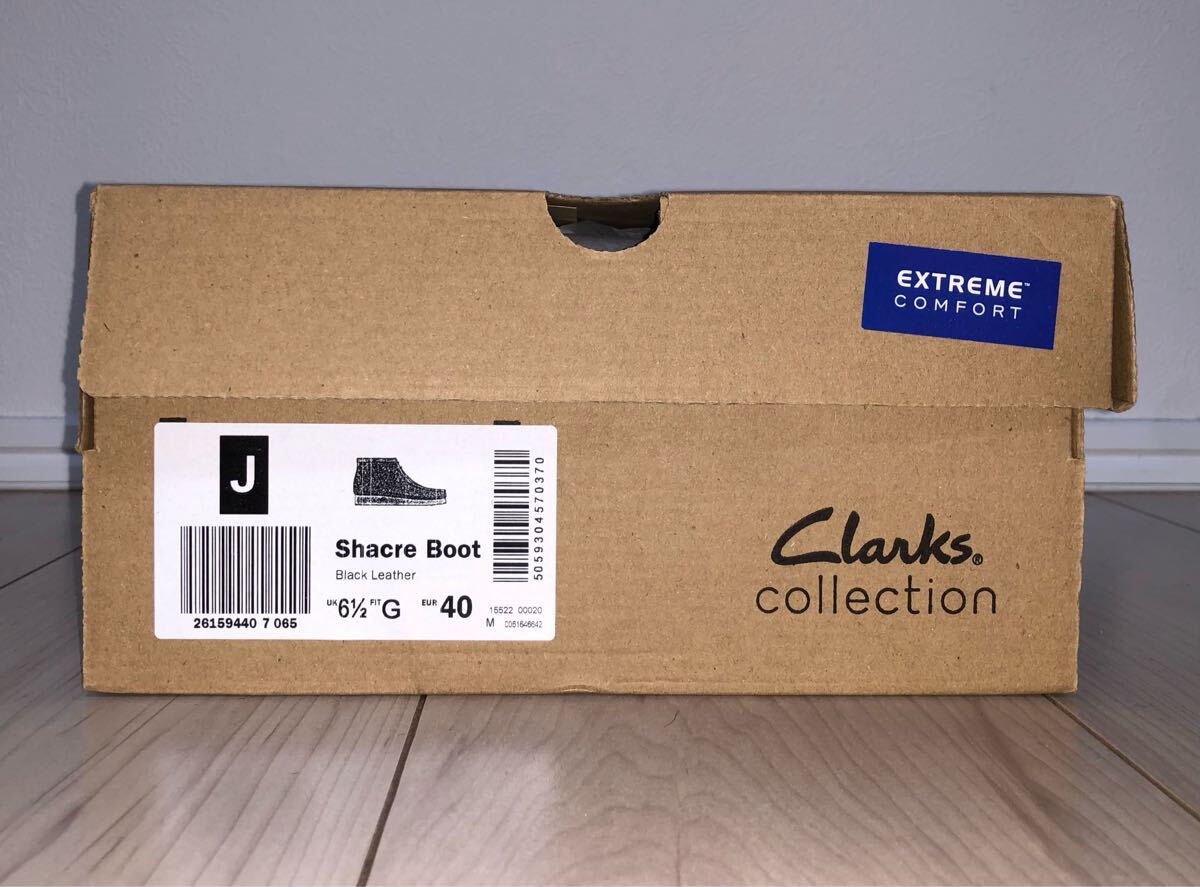 EXTREME™
COMFORT
J
Shacre Boot
Black Leather
UK 6½ FIT G EUR 40
26159440 7 065
5059304570370
15522 00020
M 0061646642
Clarks®
collection